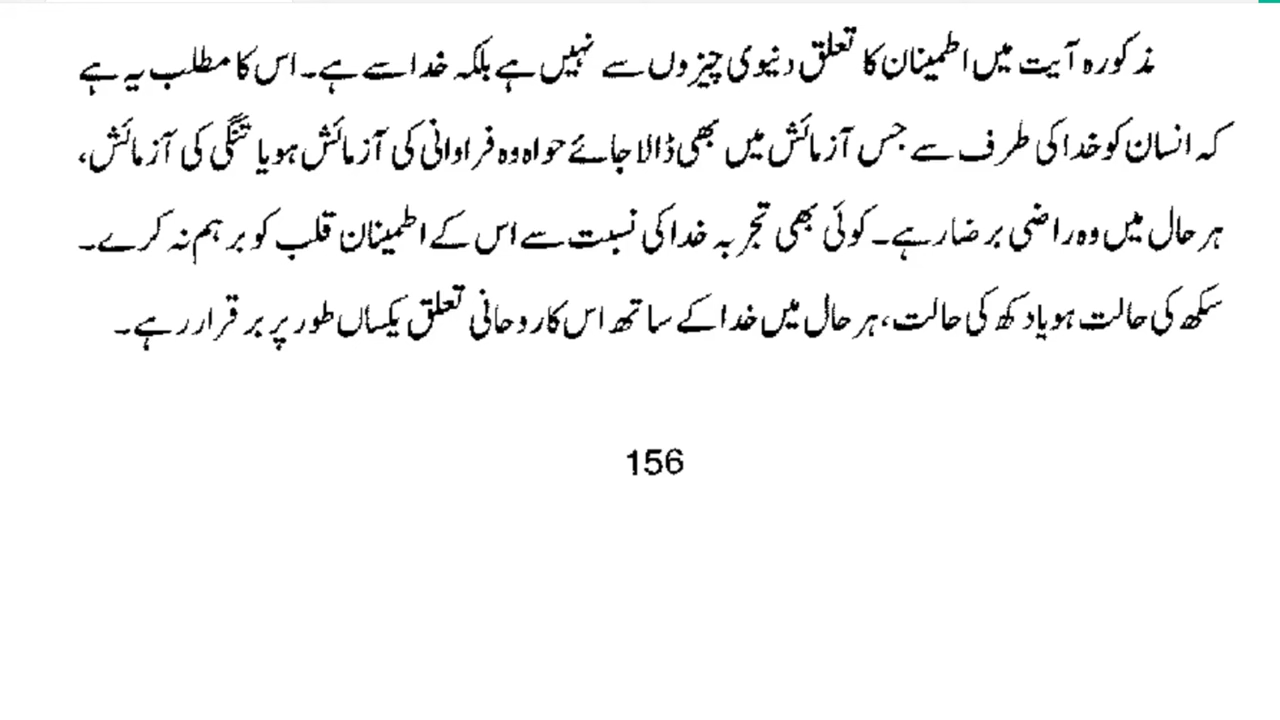 مذکورہ آیت میں اطمینان کا تعلق دنیوی چیزوں سے نہیں ہے بلکہ خدا سے ہے۔ اس کا مطلب یہ ہے
کہ انسان کو خدا کی طرف سے جس آزمائش میں بھی ڈالا جائے خواہ وہ فراوانی کی آزمائش ہو یا تنگی کی آزمائش،
ہر حال میں وہ راضی برضا رہے۔ کوئی بھی تجربہ خدا کی نسبت سے اس کے اطمینان قلب کو برہم نہ کرے۔
سکھ کی حالت ہو یا دکھ کی حالت، ہر حال میں خدا کے ساتھ اس کا روحانی تعلق یکساں طور پر برقرار رہے۔
156